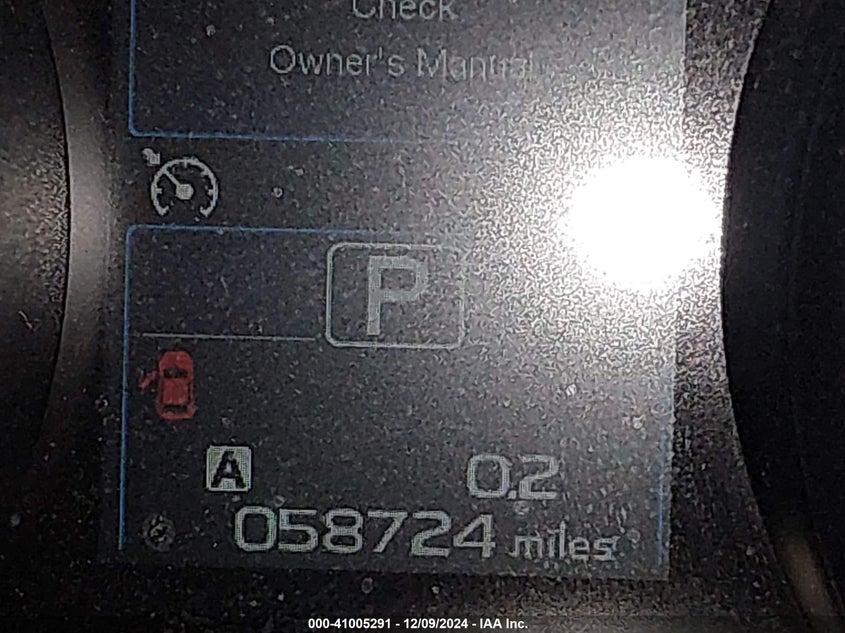 Check
Owner's Manual
P
A
0.2
058724 miles
000-41005291 - 12/09/2024 - IAA Inc.